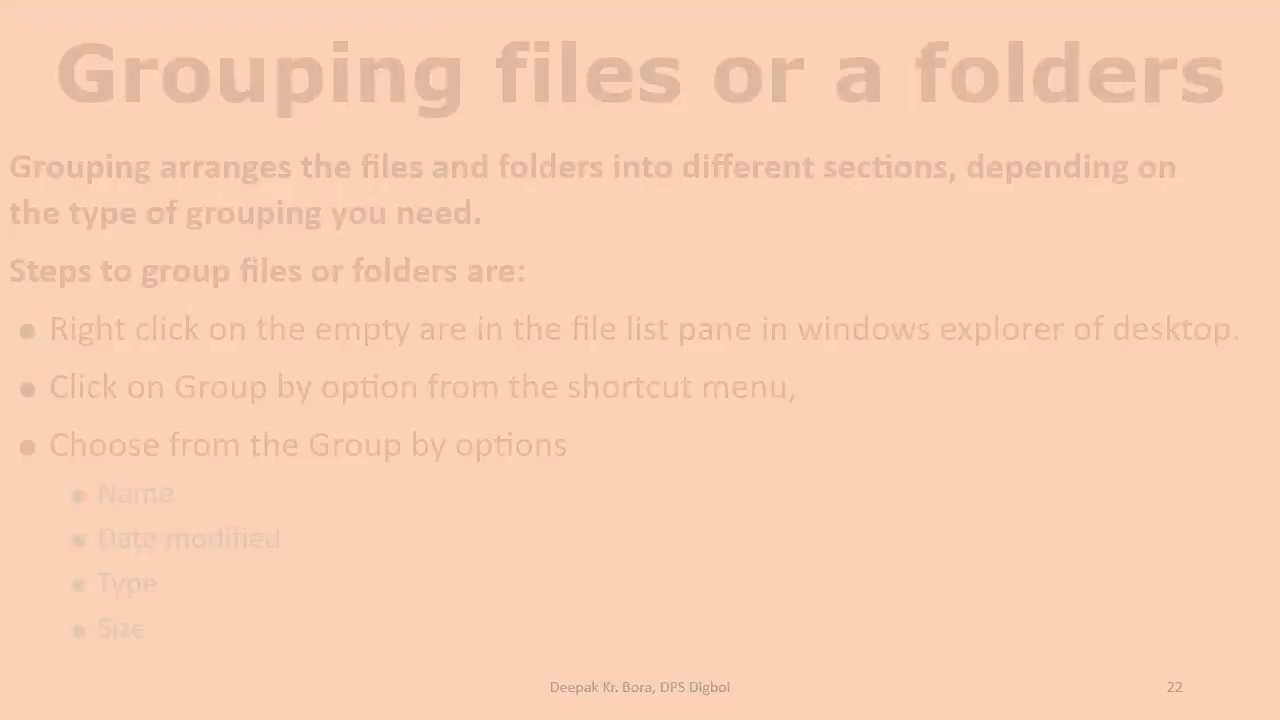 Grouping files or a folders
Grouping arranges the files and folders into different sections, depending on
the type of grouping you need.
Steps to group files or folders are:
• Right click on the empty are in the file list pane in windows explorer of desktop.
• Click on Group by option from the shortcut menu,
• Choose from the Group by options
• Name
• Date modified
• Type
• Size
Deepak Kr. Bora, DPS Digboi
22